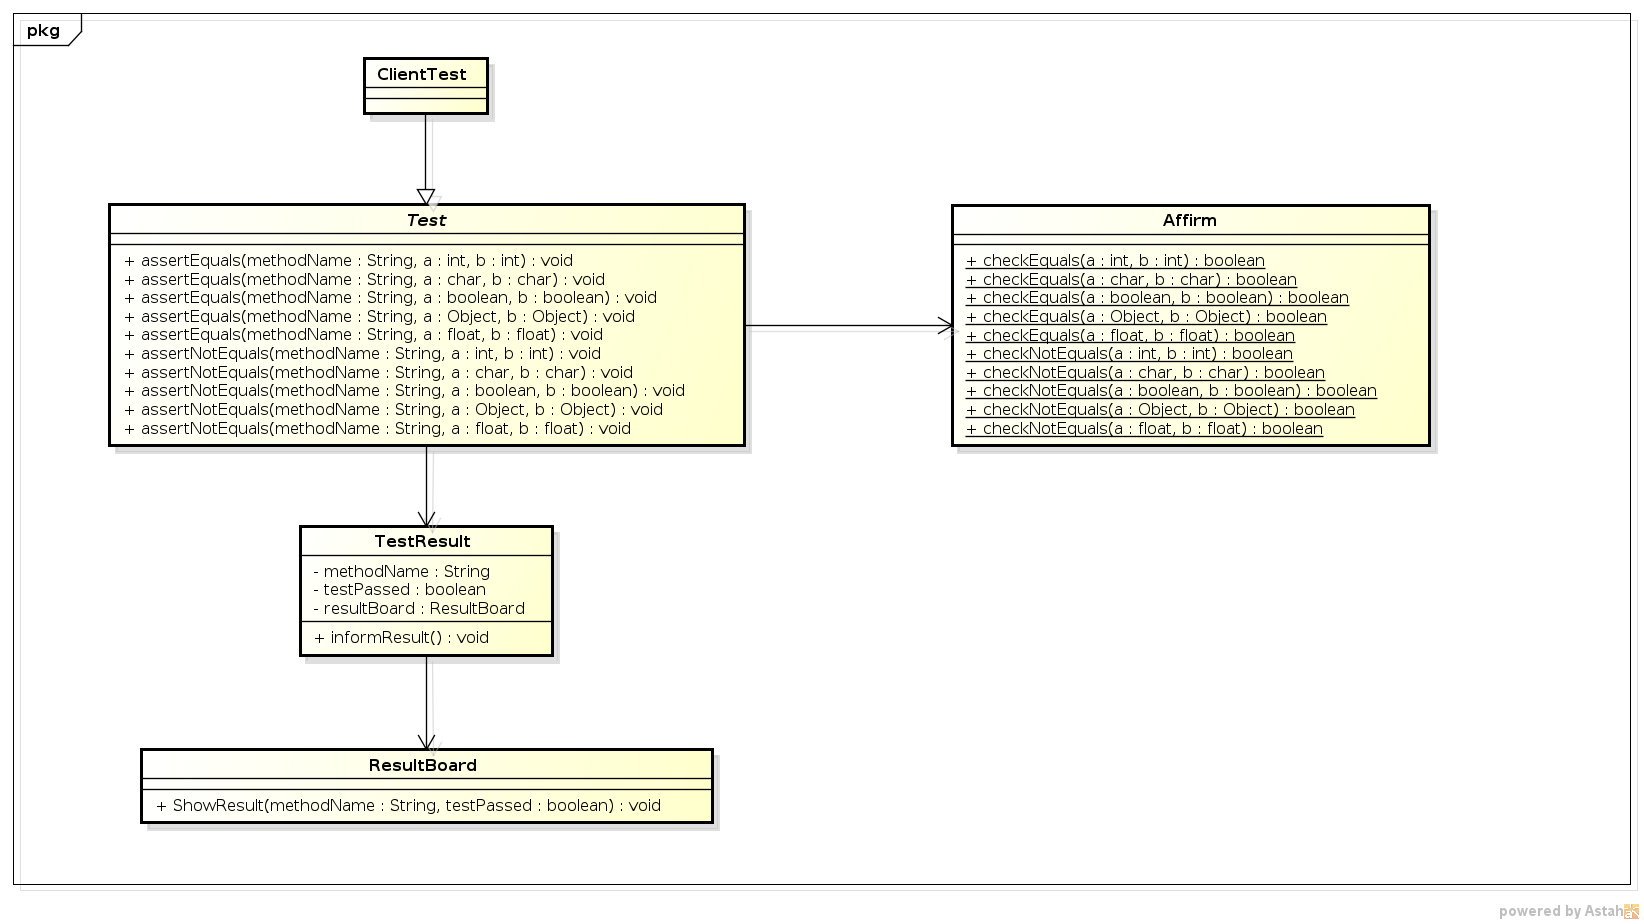 pkg
ClientTest
Test
+ assertEquals(methodName : String, a : int, b : int) : void
+ assertEquals(methodName : String, a : char, b : char) : void
+ assertEquals(methodName : String, a : boolean, b : boolean) : void
+ assertEquals(methodName : String, a : Object, b : Object) : void
+ assertEquals(methodName : String, a : float, b : float) : void
+ assertNotEquals(methodName : String, a : int, b : int) : void
+ assertNotEquals(methodName : String, a : char, b : char) : void
+ assertNotEquals(methodName : String, a : boolean, b : boolean) : void
+ assertNotEquals(methodName : String, a : Object, b : Object) : void
+ assertNotEquals(methodName : String, a : float, b : float) : void
Affirm
+ checkEquals(a : int, b : int) : boolean
+ checkEquals(a : char, b : char) : boolean
+ checkEquals(a : boolean, b : boolean) : boolean
+ checkEquals(a : Object, b : Object) : boolean
+ checkEquals(a : float, b : float) : boolean
+ checkNotEquals(a : int, b : int) : boolean
+ checkNotEquals(a : char, b : char) : boolean
+ checkNotEquals(a : boolean, b : boolean) : boolean
+ checkNotEquals(a : Object, b : Object) : boolean
+ checkNotEquals(a : float, b : float) : boolean
TestResult
- methodName : String
- testPassed : boolean
- resultBoard : ResultBoard
+ informResult() : void
ResultBoard
+ ShowResult(methodName : String, testPassed : boolean) : void
powered by Astah